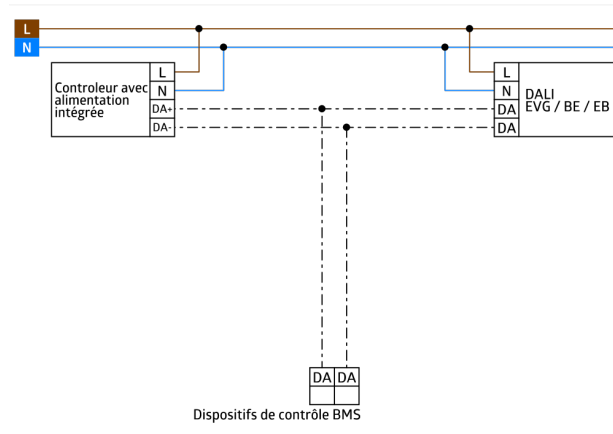 L
N
Controleur avec
alimentation
intégrée
L
N
DA+
DA-
L
N
DA
DA
DALI
EVG / BE / EB
DA DA
Dispositifs de contrôle BMS